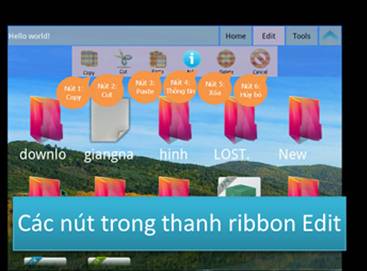 Hello world!
Home
Edit
Tools
Copy
Cut
Paste
Info
Delete
Cancel
Nút 1:
Copy
Nút 2:
Cut
Nút 3:
Paste
Nút 4:
Thông tin
Nút 5:
Xóa
Nút 6:
Hủy bỏ
downlo
giangna
hinh
LOST.
New
Các nút trong thanh ribbon Edit